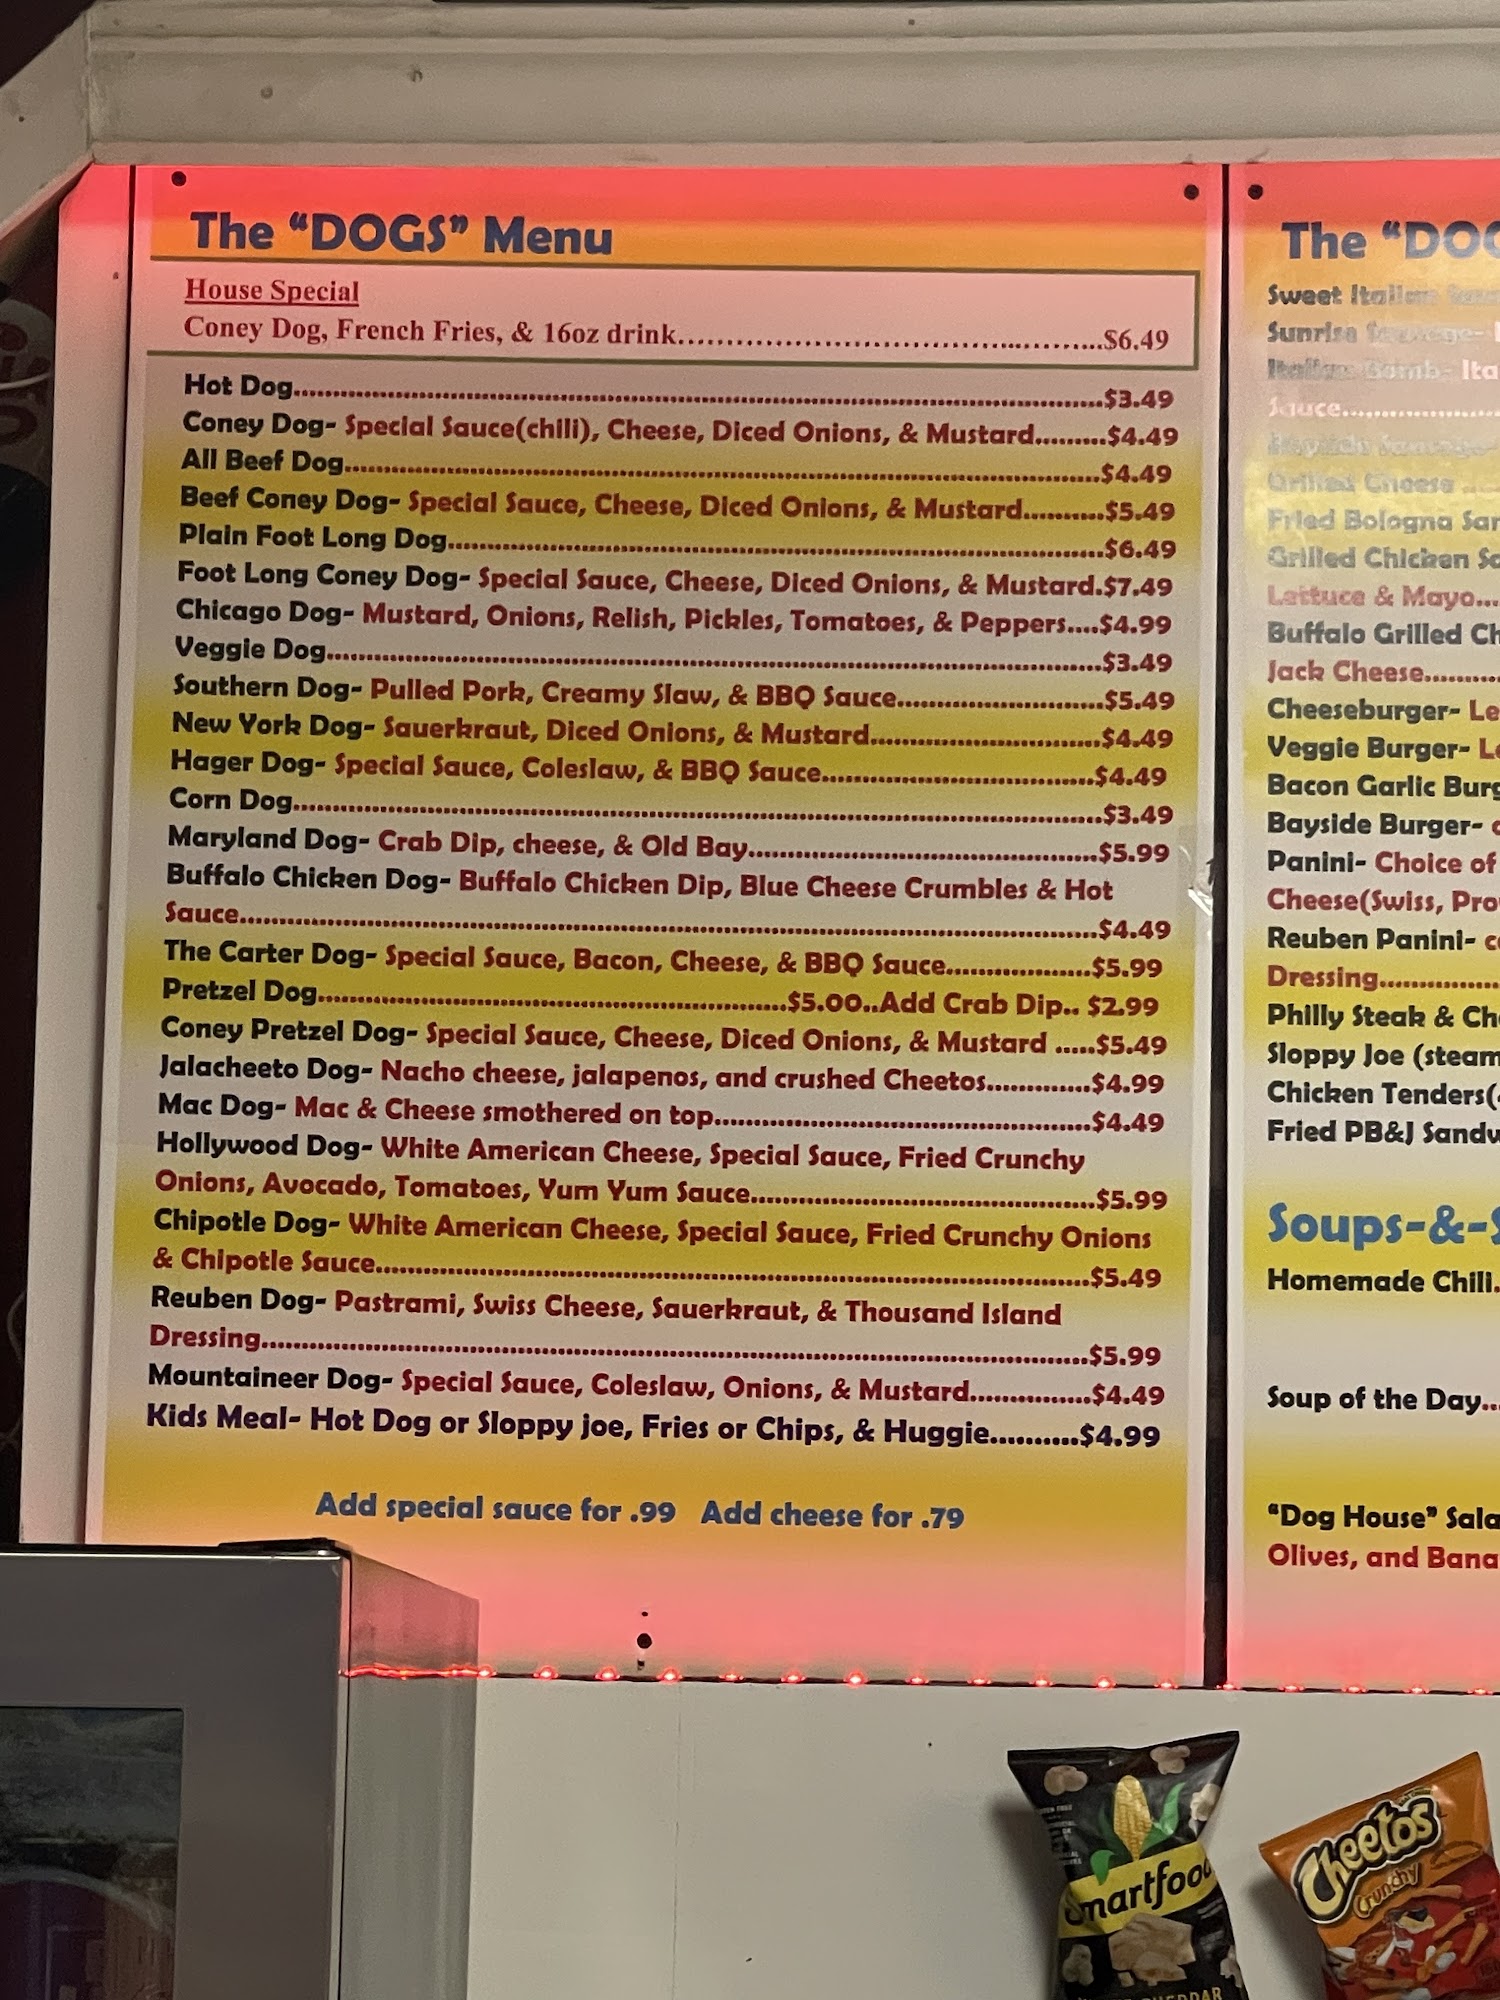 The “DOGS” Menu
House Special
Coney Dog, French Fries, & 16oz drink.............................................$6.49
Hot Dog..........................................................................$3.49
Coney Dog- Special Sauce(chili), Cheese, Diced Onions, & Mustard.........$4.49
All Beef Dog.....................................................................$4.49
Beef Coney Dog- Special Sauce, Cheese, Diced Onions, & Mustard..........$5.49
Plain Foot Long Dog..............................................................$6.49
Foot Long Coney Dog- Special Sauce, Cheese, Diced Onions, & Mustard.$7.49
Chicago Dog- Mustard, Onions, Relish, Pickles, Tomatoes, & Peppers....$4.99
Veggie Dog.......................................................................$3.49
Southern Dog- Pulled Pork, Creamy Slaw, & BBQ Sauce.....................$5.49
New York Dog- Sauerkraut, Diced Onions, & Mustard.......................$4.49
Hager Dog- Special Sauce, Coleslaw, & BBQ Sauce...........................$4.49
Corn Dog.........................................................................$3.49
Maryland Dog- Crab Dip, cheese, & Old Bay..................................$5.99
Buffalo Chicken Dog- Buffalo Chicken Dip, Blue Cheese Crumbles & Hot
Sauce............................................................................$4.49
The Carter Dog- Special Sauce, Bacon, Cheese, & BBQ Sauce..................$5.99
Pretzel Dog..............................................$5.00..Add Crab Dip.. $2.99
Coney Pretzel Dog- Special Sauce, Cheese, Diced Onions, & Mustard .....$5.49
Jalacheeto Dog- Nacho cheese, jalapenos, and crushed Cheetos.............$4.99
Mac Dog- Mac & Cheese smothered on top.....................................$4.49
Hollywood Dog- White American Cheese, Special Sauce, Fried Crunchy
Onions, Avocado, Tomatoes, Yum Yum Sauce..................................$5.99
Chipotle Dog- White American Cheese, Special Sauce, Fried Crunchy Onions
& Chipotle Sauce.................................................................$5.49
Reuben Dog- Pastrami, Swiss Cheese, Sauerkraut, & Thousand Island
Dressing.........................................................................$5.99
Mountaineer Dog- Special Sauce, Coleslaw, Onions, & Mustard............$4.49
Kids Meal- Hot Dog or Sloppy joe, Fries or Chips, & Huggie...........$4.99
Add special sauce for .99 Add cheese for .79
The “DOG
Sweet Italian
Sunrise Sausage-
Italian Bomb- Ita
Sauce....................
Grilled Cheese ....
Fried Bologna San
Grilled Chicken Sa
Lettuce & Mayo...
Buffalo Grilled Ch
Jack Cheese..........
Cheeseburger- Le
Veggie Burger- Le
Bacon Garlic Burg
Bayside Burger- c
Panini- Choice of
Cheese(Swiss, Pro
Reuben Panini- c
Dressing...............
Philly Steak & Ch
Sloppy Joe (steam
Chicken Tenders(
Fried PB&J Sandw
Soups-&-S
Homemade Chili.
Soup of the Day...
“Dog House” Sala
Olives, and Bana
Smartfood
Cheetos
Crunchy